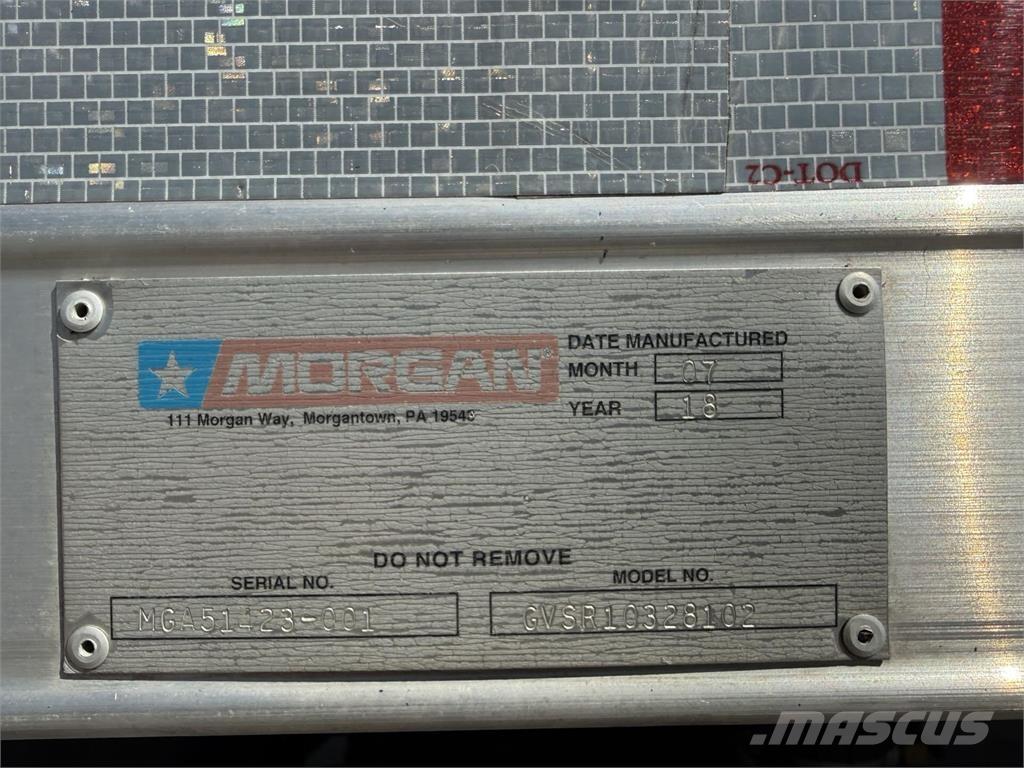 DOT-C2
MORGAN®
111 Morgan Way, Morgantown, PA 19543
DATE MANUFACTURED
MONTH 07
YEAR 18
DO NOT REMOVE
SERIAL NO.
MGA51423-001
MODEL NO.
GVSR10328102
MASCUS